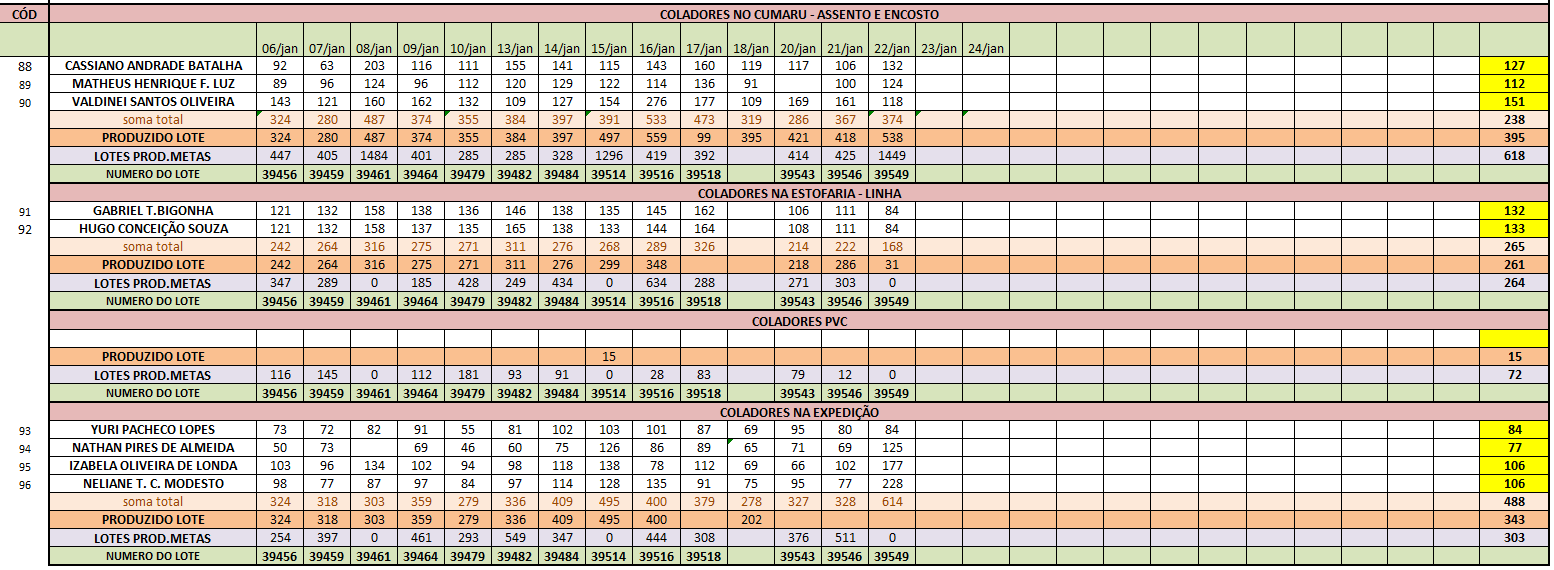 CÓD COLADORES NO CUMARU - ASSENTO E ENCOSTO
06/jan 07/jan 08/jan 09/jan 10/jan 13/jan 14/jan 15/jan 16/jan 17/jan 18/jan 20/jan 21/jan 22/jan 23/jan 24/jan
88 CASSIANO ANDRADE BATALHA 92 63 203 116 111 155 141 115 143 160 119 117 106 132 127
89 MATHEUS HENRIQUE F. LUZ 89 96 124 96 112 120 129 122 114 136 91 100 124 112
90 VALDINEI SANTOS OLIVEIRA 143 121 160 162 132 109 127 154 276 177 109 169 161 118 151
soma total 324 280 487 374 355 384 397 391 533 473 319 286 367 374 238
PRODUZIDO LOTE 324 280 487 374 355 384 397 497 559 99 395 421 418 538 395
LOTES PROD.METAS 447 405 1484 401 285 285 328 1296 419 392 414 425 1449 618
NUMERO DO LOTE 39456 39459 39461 39464 39479 39482 39484 39514 39516 39518 39543 39546 39549
COLADORES NA ESTOFARIA - LINHA
91 GABRIEL T.BIGONHA 121 132 158 138 136 146 138 135 145 162 106 111 84 132
92 HUGO CONCEIÇÃO SOUZA 121 132 158 137 135 165 138 133 144 164 108 111 84 133
soma total 242 264 316 275 271 311 276 268 289 326 214 222 168 265
PRODUZIDO LOTE 242 264 316 275 271 311 276 299 348 218 286 31 261
LOTES PROD.METAS 347 289 0 185 428 249 434 0 634 288 271 303 0 264
NUMERO DO LOTE 39456 39459 39461 39464 39479 39482 39484 39514 39516 39518 39543 39546 39549
COLADORES PVC
PRODUZIDO LOTE 15 15
LOTES PROD.METAS 116 145 0 112 181 93 91 0 28 83 79 12 0 72
NUMERO DO LOTE 39456 39459 39461 39464 39479 39482 39484 39514 39516 39518 39543 39546 39549
COLADORES NA EXPEDIÇÃO
93 YURI PACHECO LOPES 73 72 82 91 55 81 102 103 101 87 69 95 80 84 84
94 NATHAN PIRES DE ALMEIDA 50 73 69 46 60 75 126 86 89 65 71 69 125 77
95 IZABELA OLIVEIRA DE LONDA 103 96 134 102 94 98 118 138 78 112 69 66 102 177 106
96 NELIANE T. C. MODESTO 98 77 87 97 84 97 114 128 135 91 75 95 77 228 106
soma total 324 318 303 359 279 336 409 495 400 379 278 327 328 614 488
PRODUZIDO LOTE 324 318 303 359 279 336 409 495 400 202 343
LOTES PROD.METAS 254 397 0 461 293 549 347 0 444 308 376 511 0 303
NUMERO DO LOTE 39456 39459 39461 39464 39479 39482 39484 39514 39516 39518 39543 39546 39549